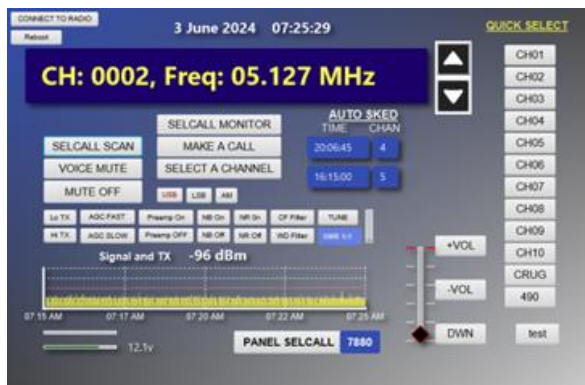 CONNECT TO RADIO
Reboot
3 June 2024 07:25:29
QUICK SELECT
CH: 0002, Freq: 05.127 MHz
CH01
CH02
CH03
CH04
CH05
CH06
CH07
CH08
CH09
CH10
CRUG
490
test
AUTO SKED
TIME CHAN
20:06:45 4
16:15:00 5
SELCALL MONITOR
SELCALL SCAN MAKE A CALL
VOICE MUTE SELECT A CHANNEL
MUTE OFF USB LSB AM
Lo TX AGC FAST Preamp On NB On NR On CF Filter TUNE
Hi TX AGC SLOW Preamp OFF NB Off NR Off WD Filter SWR 1:1
Signal and TX -96 dBm
+VOL
-VOL
DWN
07:15 AM 07:17 AM 07:20 AM 07:22 AM 07:25 AM
12.1v
PANEL SELCALL 7880